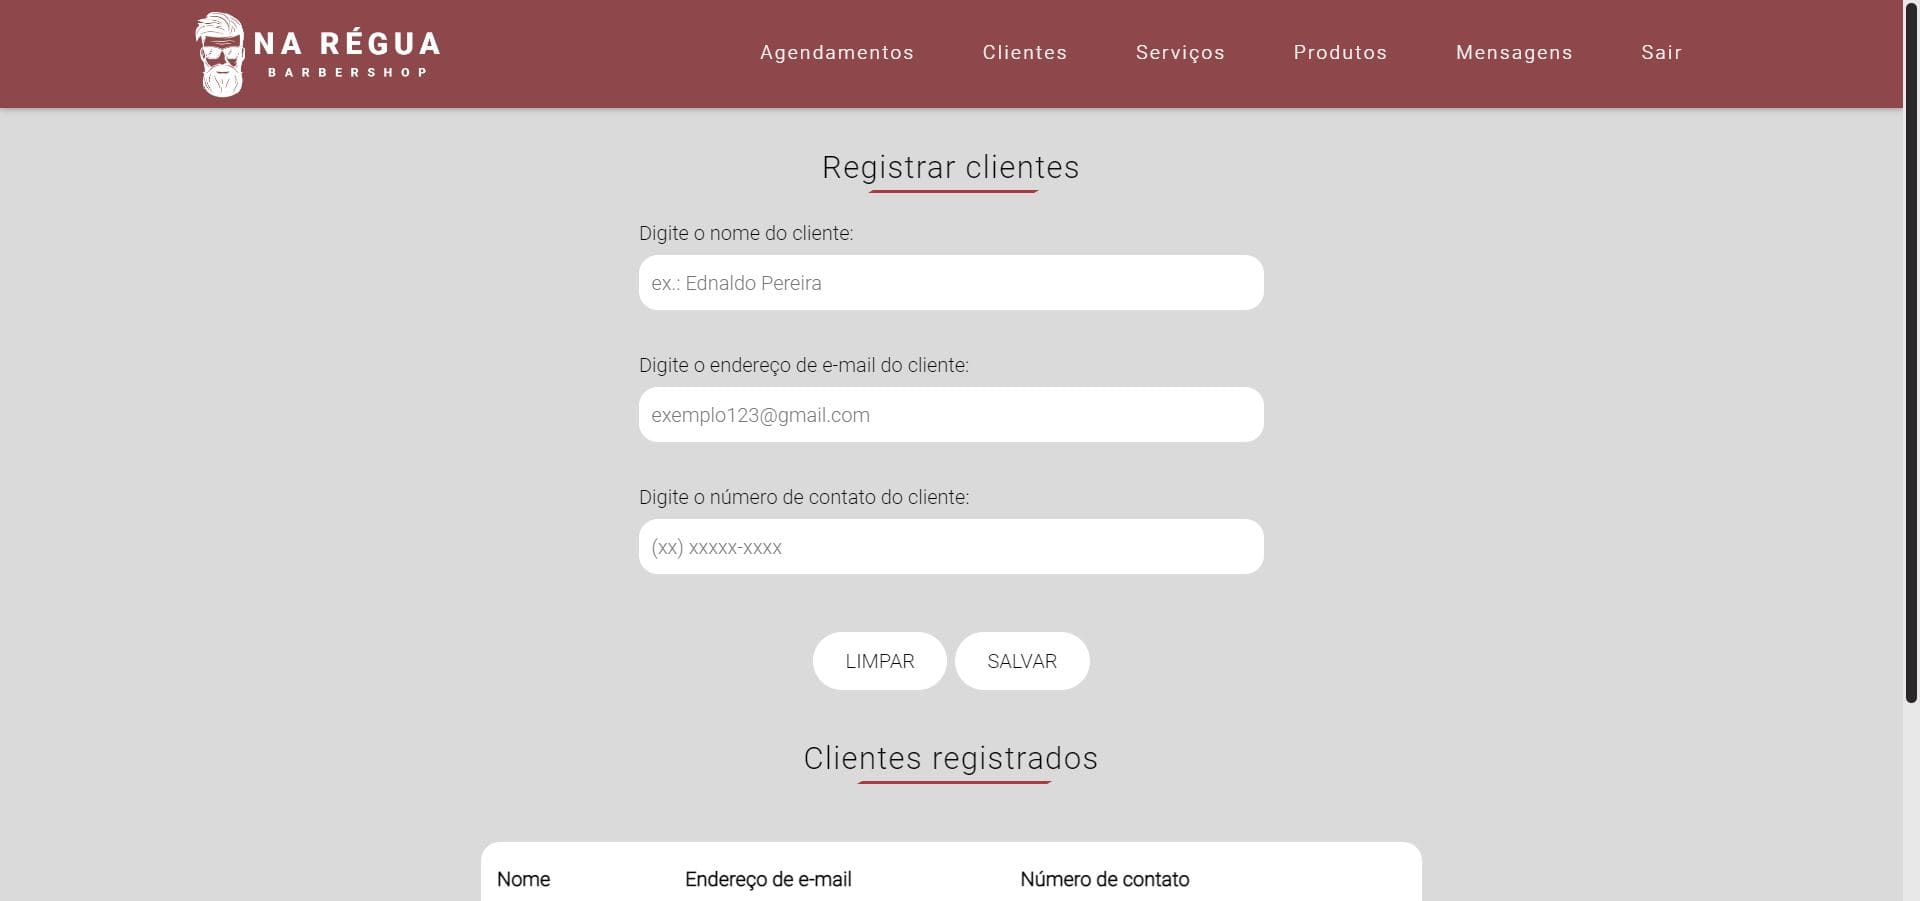 NA RÉGUA
BARBERSHOP
Agendamentos Clientes Serviços Produtos Mensagens Sair
Registrar clientes
Digite o nome do cliente:
ex.: Ednaldo Pereira
Digite o endereço de e-mail do cliente:
exemplo123@gmail.com
Digite o número de contato do cliente:
(xx) xxxxx-xxxx
LIMPAR SALVAR
Clientes registrados
Nome Endereço de e-mail Número de contato